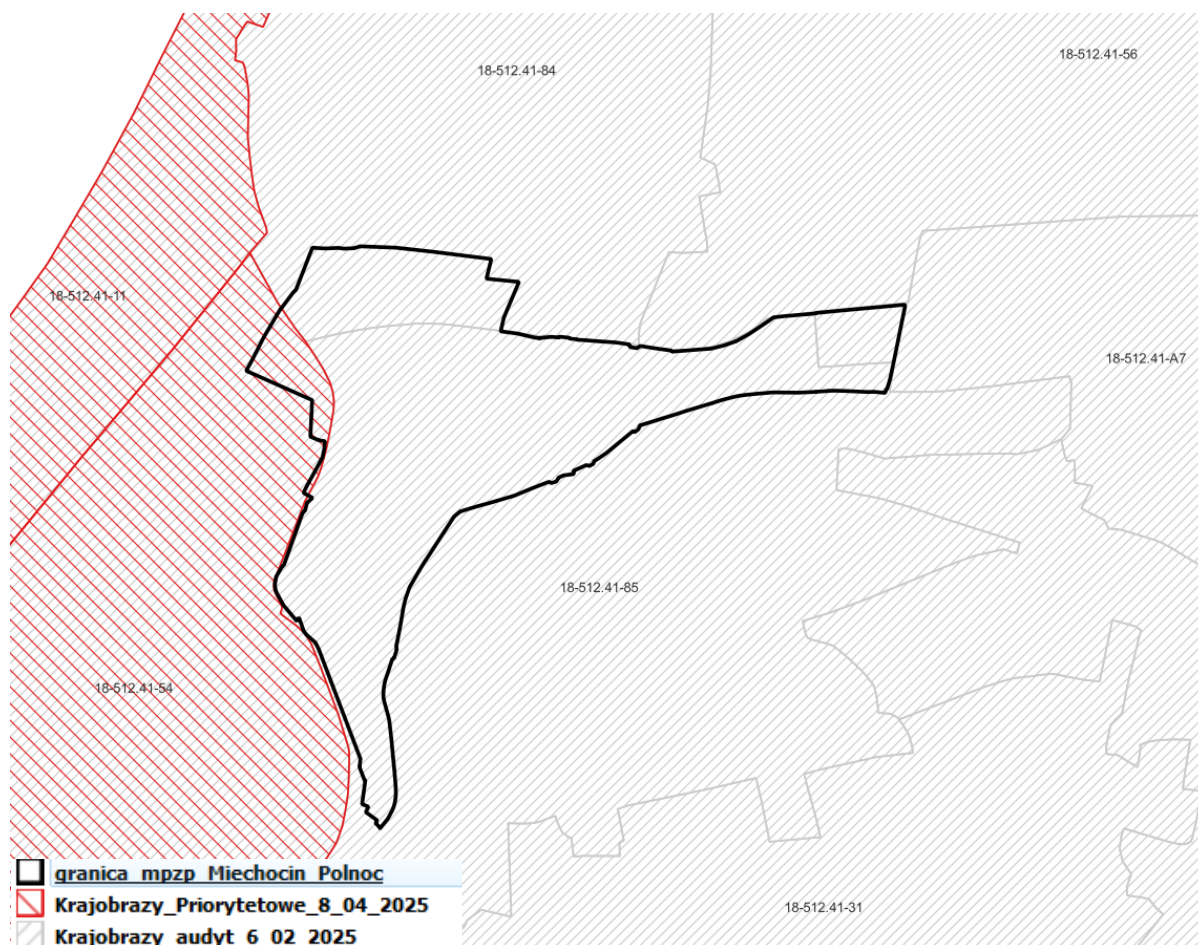 18-512.41-56
18-512.41-84
18-512.41-11
18-512.41-A7
18-512.41-85
18-512.41-54
18-512.41-31
granica_mpzp_Miechocin_Polnoc
Krajobrazy_Priorytetowe_8_04_2025
Krajobrazy_audyt_6_02_2025